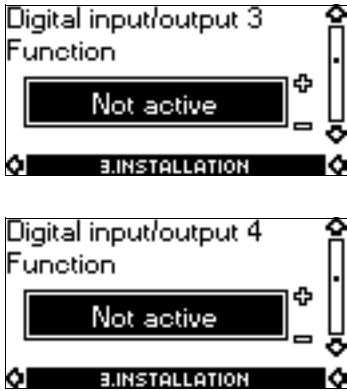 Digital input/output 3
Function
Not active
3.INSTALLATION
Digital input/output 4
Function
Not active
3.INSTALLATION